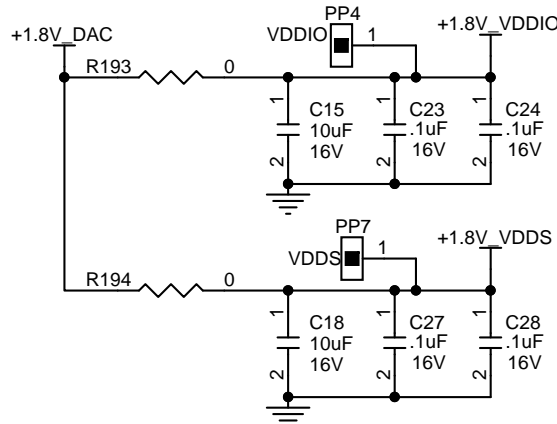 PP4
+1.8V_DAC
VDDIO 1
+1.8V_VDDIO
R193 0
1 C15 10uF 16V 2
1 C23 .1uF 16V 2
1 C24 .1uF 16V 2
PP7
VDDS 1
+1.8V_VDDS
R194 0
1 C18 10uF 16V 2
1 C27 .1uF 16V 2
1 C28 .1uF 16V 2